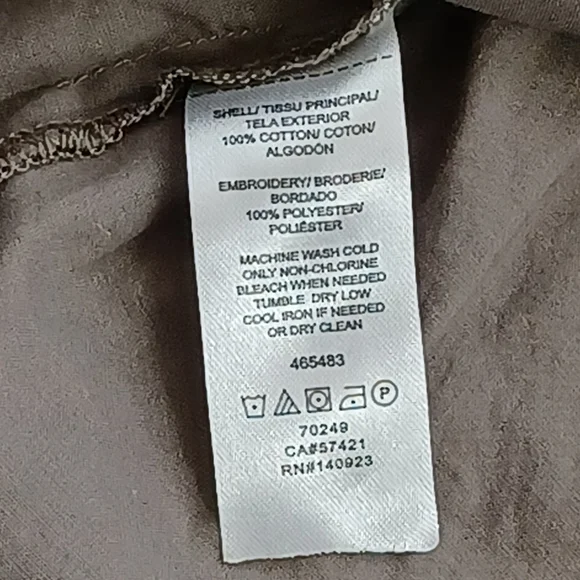 SHELL/ TISSU PRINCIPAL/
TELA EXTERIOR
100% COTTON/ COTON/
ALGODÓN
EMBROIDERY/ BRODERIE/
BORDADO
100% POLYESTER/
POLIÉSTER
MACHINE WASH COLD
ONLY NON-CHLORINE
BLEACH WHEN NEEDED
TUMBLE DRY LOW
COOL IRON IF NEEDED
OR DRY CLEAN
465483
P
70249
CA#57421
RN#140923